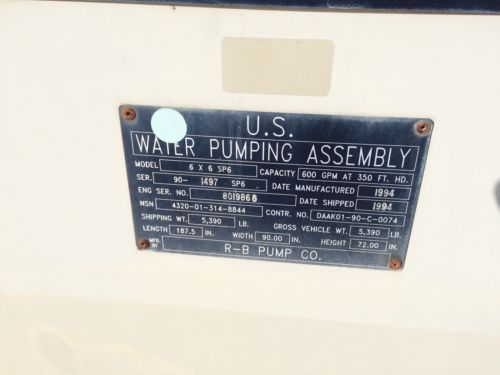 U.S.
WATER PUMPING ASSEMBLY
MODEL 6 X 6 SP6 CAPACITY 600 GPM AT 350 FT. HD.
SER. 90- 1497 SP6 DATE MANUFACTURED 1994
ENG SER. NO. 8019868 DATE SHIPPED 1994
NSN 4320-01-314-8844 CONTR. NO. DAAK01-90-C-0074
SHIPPING WT. 5,390 LB. GROSS VEHICLE WT. 5,390 LB.
LENGTH 187.5 IN. WIDTH 90.00 IN. HEIGHT 72.00 IN.
MFG. BY R-B PUMP CO.